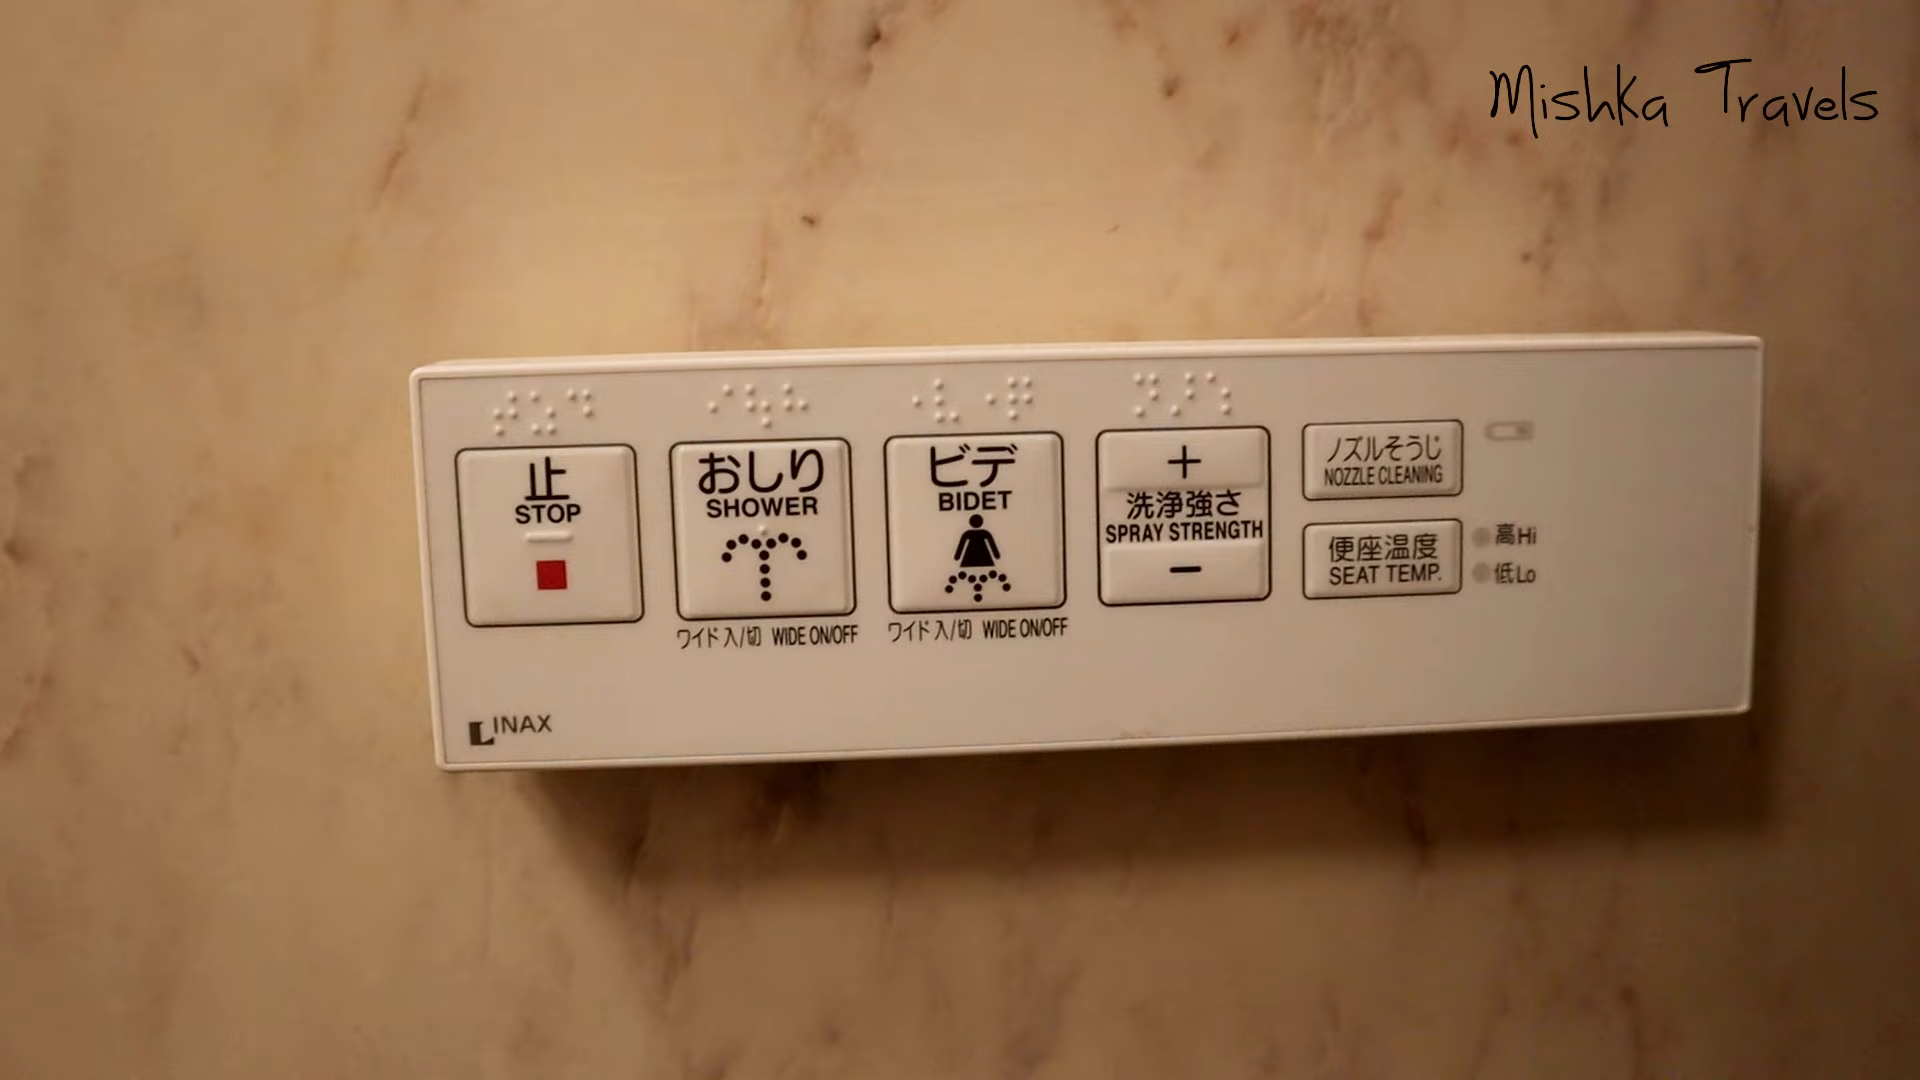 Mishka Travels
止
STOP
おしり
SHOWER
ワイド 入/切 WIDE ON/OFF
ビデ
BIDET
ワイド 入/切 WIDE ON/OFF
+
洗浄強さ
SPRAY STRENGTH
-
ノズルそうじ
NOZZLE CLEANING
便座温度
SEAT TEMP.
高Hi
低Lo
INAX